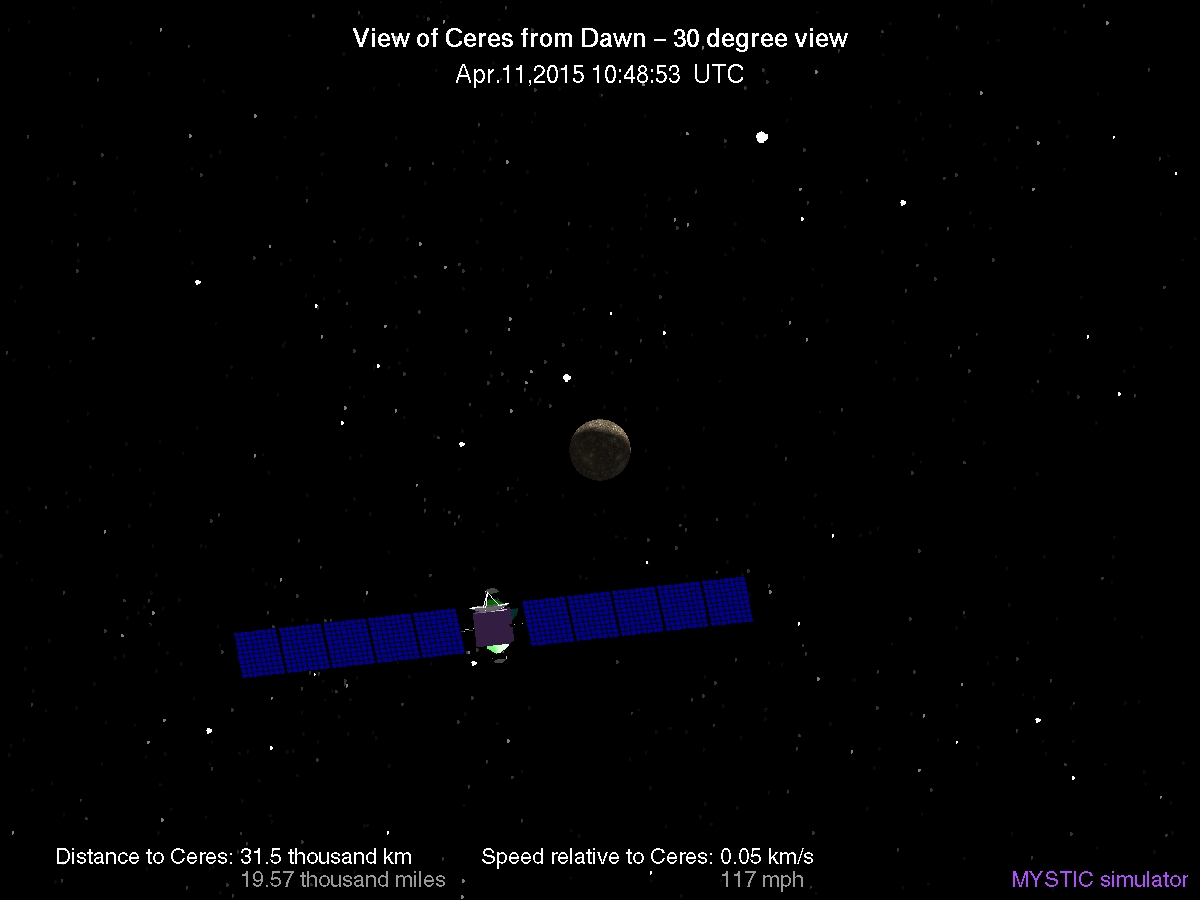 View of Ceres from Dawn – 30 degree view
Apr.11,2015 10:48:53 UTC
Distance to Ceres: 31.5 thousand km
19.57 thousand miles
Speed relative to Ceres: 0.05 km/s
117 mph
MYSTIC simulator